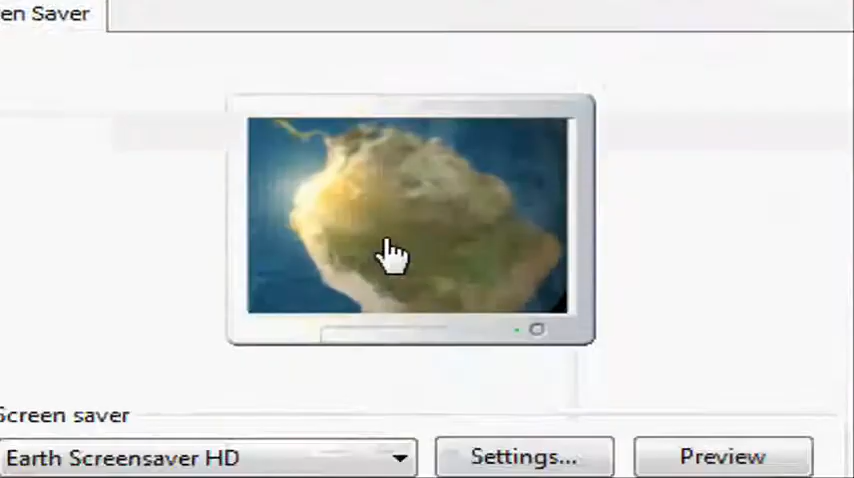 en Saver
Screen saver
Earth Screensaver HD
Settings...
Preview